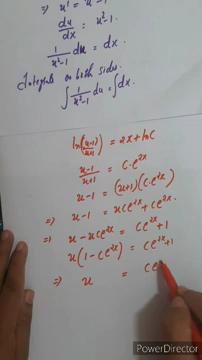 ⇒ u' = u²-1
du/dx = u²-1.
1/(u²-1) du = dx.
Integrate on both sides
∫ 1/(u²-1) du = ∫dx.
ln((u-1)/(u+1)) = 2x + lnC
(u-1)/(u+1) = C·e^{2x}
u-1 = (u+1)(C·e^{2x})
⇒ u-1 = uCe^{2x} + Ce^{2x}.
⇒ u-uCe^{2x} = Ce^{2x}+1
u(1-Ce^{2x}) = Ce^{2x}+1
⇒ u = Ce
PowerDirector